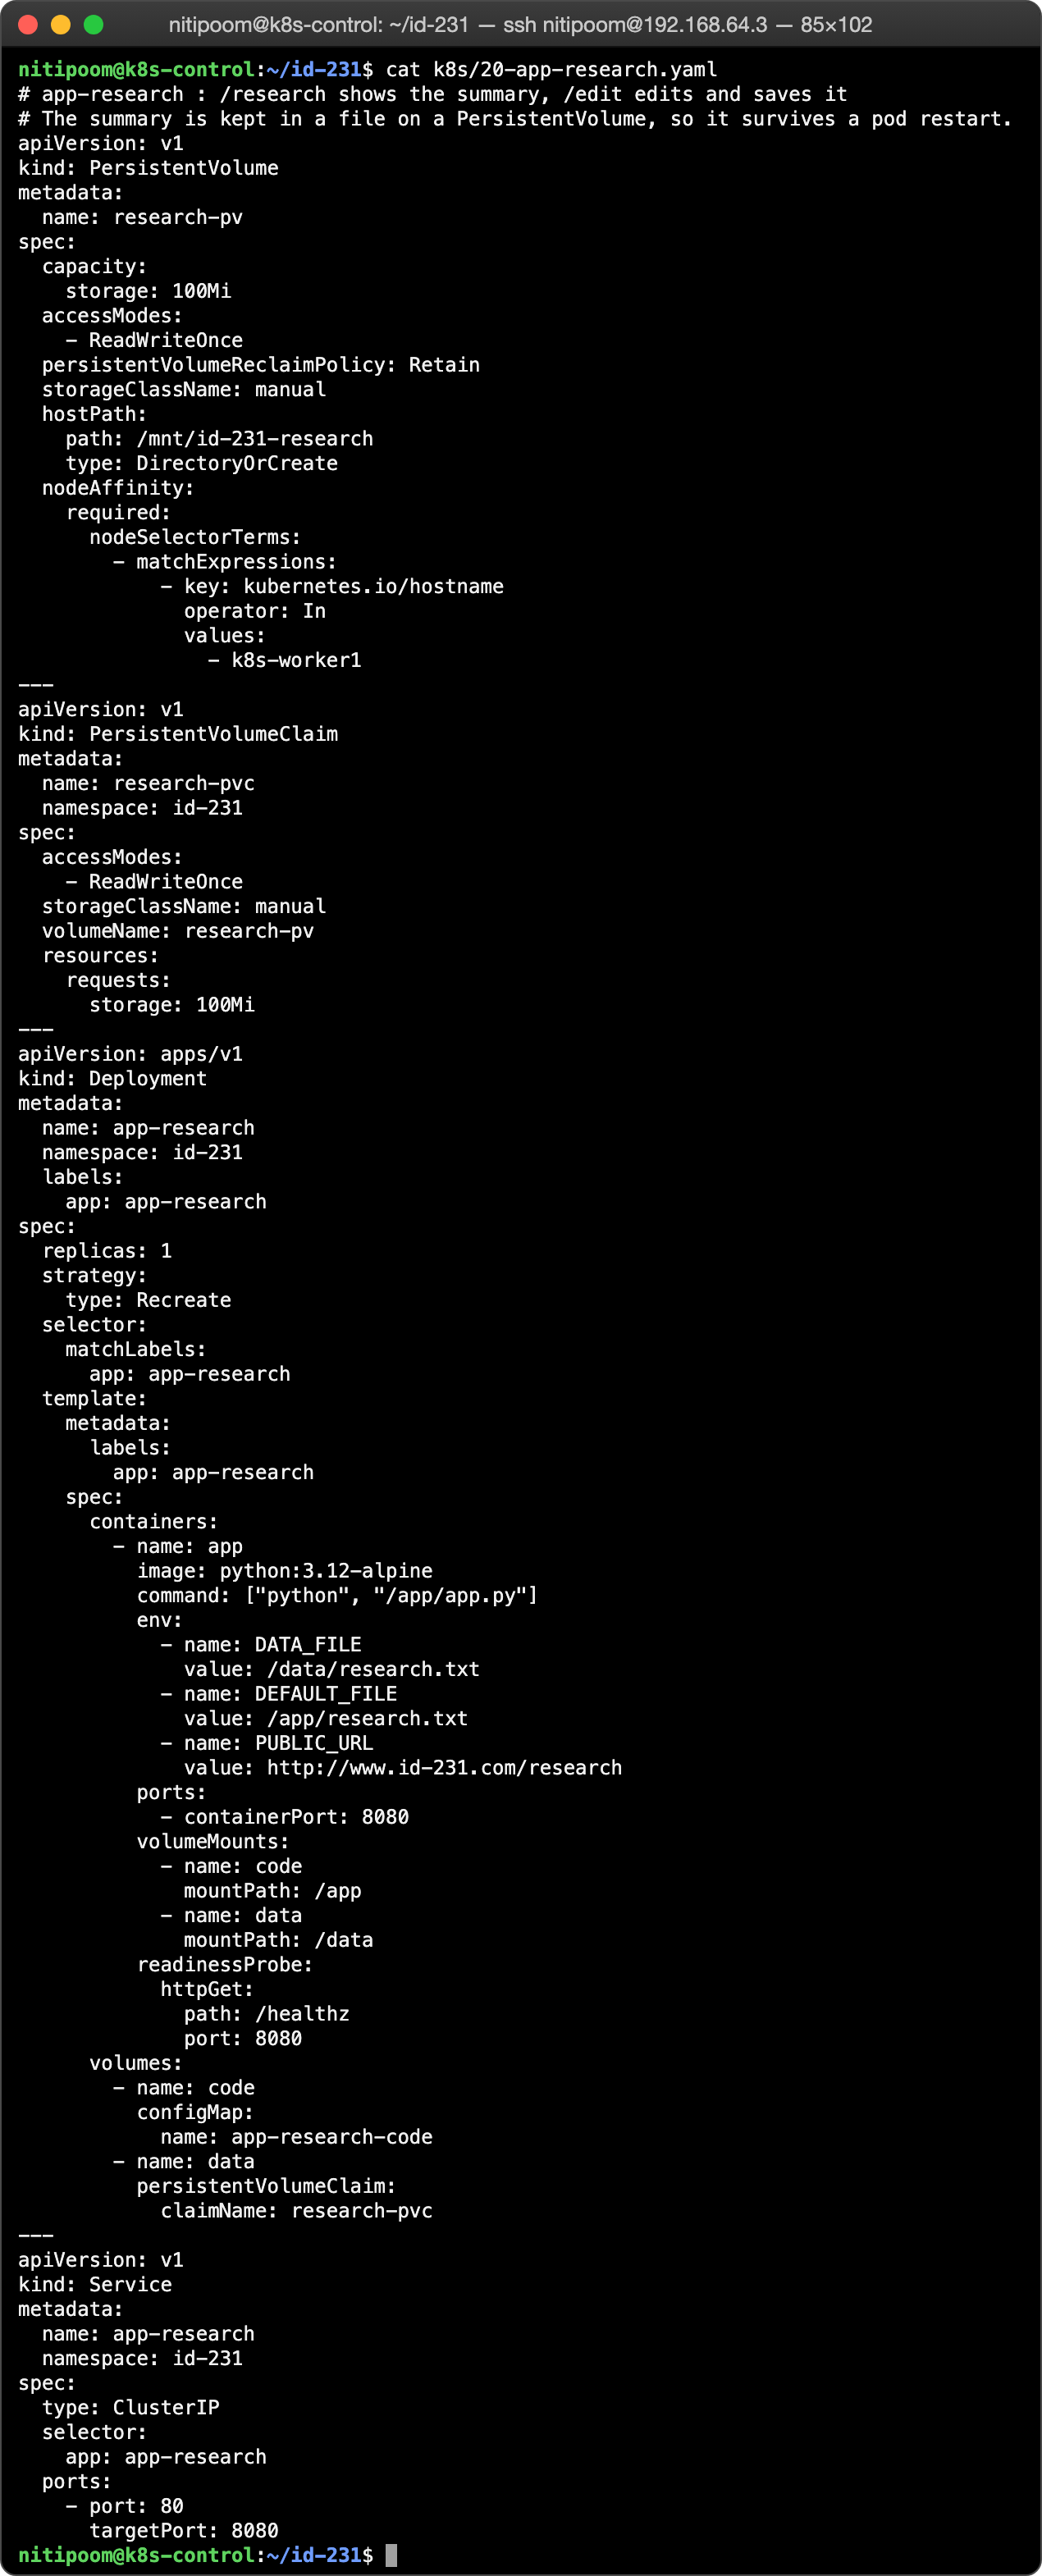 nitipoom@k8s-control: ~/id-231 — ssh nitipoom@192.168.64.3 — 85×102
nitipoom@k8s-control:~/id-231$ cat k8s/20-app-research.yaml
# app-research : /research shows the summary, /edit edits and saves it
# The summary is kept in a file on a PersistentVolume, so it survives a pod restart.
apiVersion: v1
kind: PersistentVolume
metadata:
  name: research-pv
spec:
  capacity:
    storage: 100Mi
  accessModes:
    - ReadWriteOnce
  persistentVolumeReclaimPolicy: Retain
  storageClassName: manual
  hostPath:
    path: /mnt/id-231-research
    type: DirectoryOrCreate
  nodeAffinity:
    required:
      nodeSelectorTerms:
        - matchExpressions:
            - key: kubernetes.io/hostname
              operator: In
              values:
                - k8s-worker1
---
apiVersion: v1
kind: PersistentVolumeClaim
metadata:
  name: research-pvc
  namespace: id-231
spec:
  accessModes:
    - ReadWriteOnce
  storageClassName: manual
  volumeName: research-pv
  resources:
    requests:
      storage: 100Mi
---
apiVersion: apps/v1
kind: Deployment
metadata:
  name: app-research
  namespace: id-231
  labels:
    app: app-research
spec:
  replicas: 1
  strategy:
    type: Recreate
  selector:
    matchLabels:
      app: app-research
  template:
    metadata:
      labels:
        app: app-research
    spec:
      containers:
        - name: app
          image: python:3.12-alpine
          command: ["python", "/app/app.py"]
          env:
            - name: DATA_FILE
              value: /data/research.txt
            - name: DEFAULT_FILE
              value: /app/research.txt
            - name: PUBLIC_URL
              value: http://www.id-231.com/research
          ports:
            - containerPort: 8080
          volumeMounts:
            - name: code
              mountPath: /app
            - name: data
              mountPath: /data
          readinessProbe:
            httpGet:
              path: /healthz
              port: 8080
      volumes:
        - name: code
          configMap:
            name: app-research-code
        - name: data
          persistentVolumeClaim:
            claimName: research-pvc
---
apiVersion: v1
kind: Service
metadata:
  name: app-research
  namespace: id-231
spec:
  type: ClusterIP
  selector:
    app: app-research
  ports:
    - port: 80
      targetPort: 8080
nitipoom@k8s-control:~/id-231$